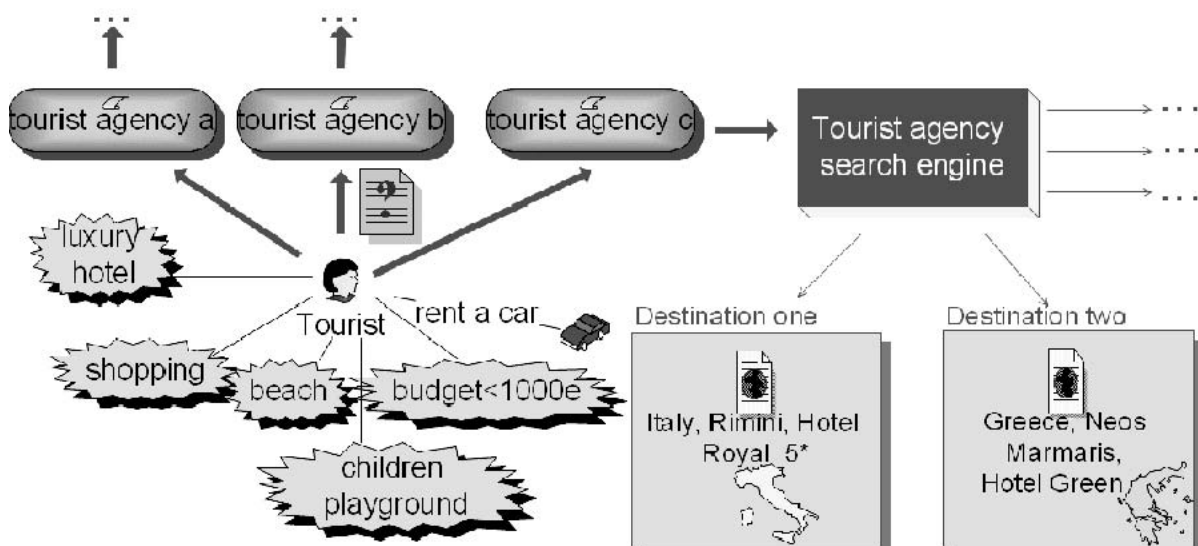 ... ...
tourist agency a tourist agency b tourist agency c
Tourist agency
search engine
...
...
...
?
luxury
hotel
Tourist
rent a car
shopping
beach
budget<1000e
children
playground
Destination one
Italy, Rimini, Hotel
Royal 5*
Destination two
Greece, Neos
Marmaris,
Hotel Green